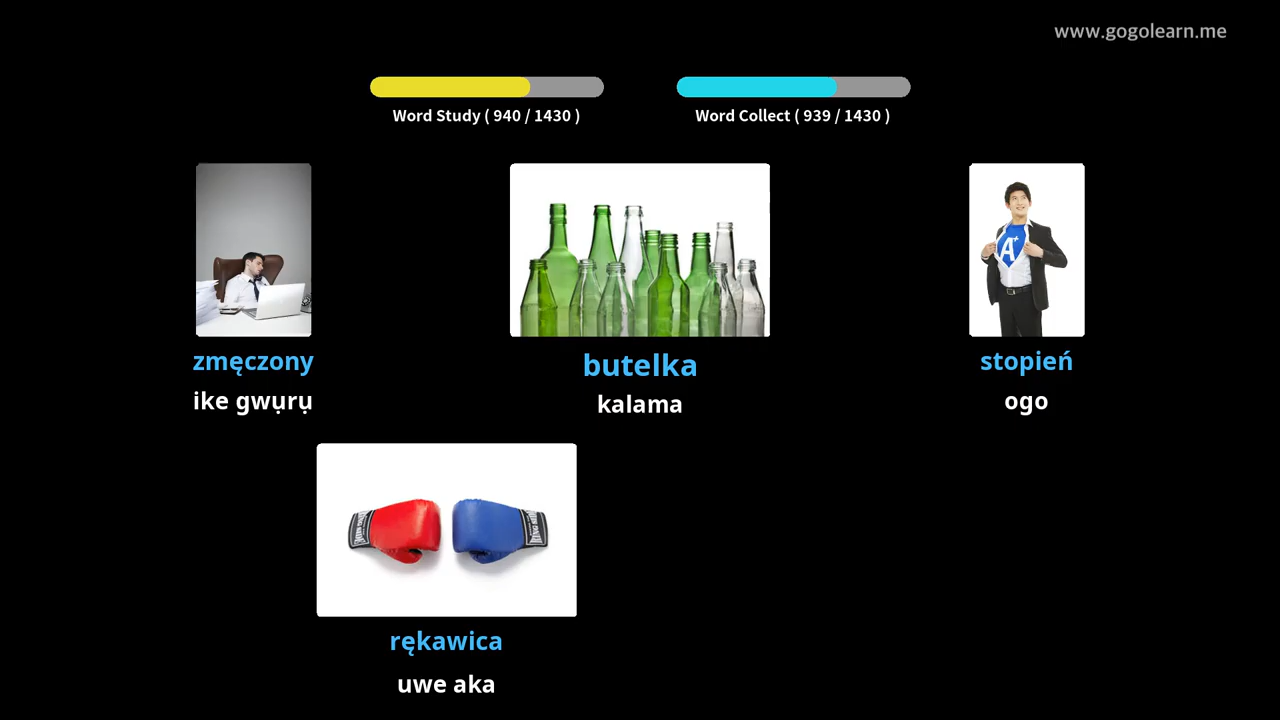 www.gogolearn.me
Word Study ( 940 / 1430 )
Word Collect ( 939 / 1430 )
A+
zmęczony
butelka
stopień
ike gwụrụ
kalama
ogo
rękawica
uwe aka